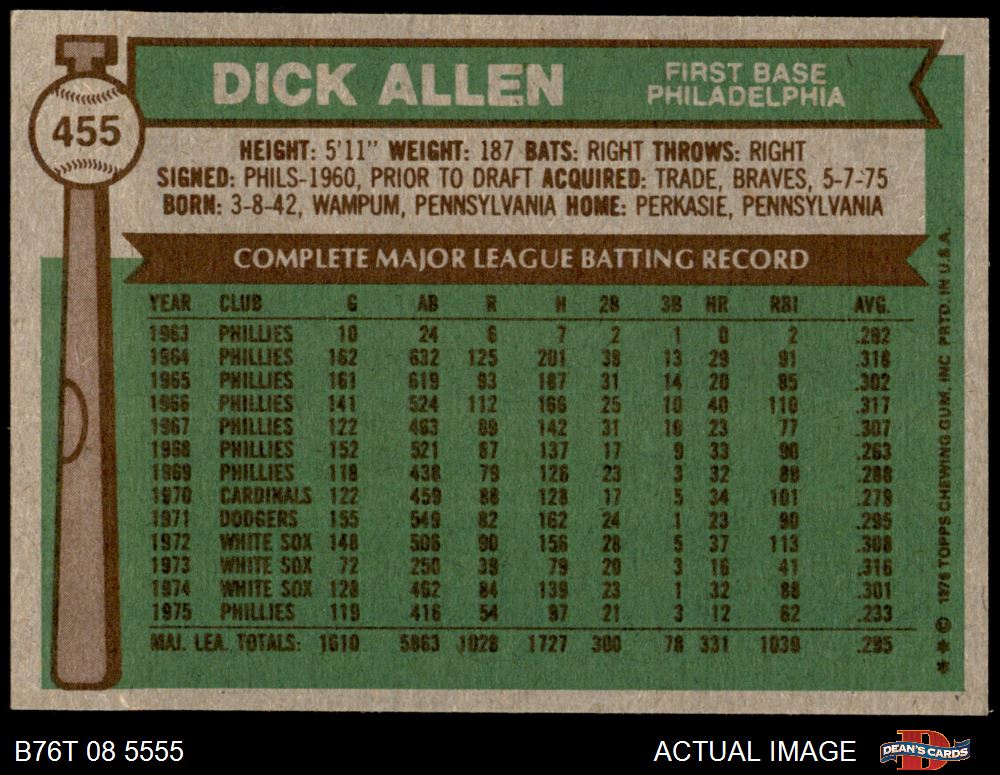 455
DICK ALLEN
FIRST BASE
PHILADELPHIA
HEIGHT: 5'11" WEIGHT: 187 BATS: RIGHT THROWS: RIGHT
SIGNED: PHILS-1960, PRIOR TO DRAFT ACQUIRED: TRADE, BRAVES, 5-7-75
BORN: 3-8-42, WAMPUM, PENNSYLVANIA HOME: PERKASIE, PENNSYLVANIA
COMPLETE MAJOR LEAGUE BATTING RECORD
YEAR CLUB G AB R H 2B 3B HR RBI AVG.
1963 PHILLIES 10 24 6 7 2 1 0 2 .292
1964 PHILLIES 162 632 125 201 38 13 29 91 .318
1965 PHILLIES 161 619 93 187 31 14 20 85 .302
1966 PHILLIES 141 524 112 166 25 10 40 110 .317
1967 PHILLIES 122 463 89 142 31 10 23 77 .307
1968 PHILLIES 152 521 87 137 17 9 33 90 .263
1969 PHILLIES 118 438 79 126 23 3 32 89 .288
1970 CARDINALS 122 459 88 128 17 5 34 101 .279
1971 DODGERS 155 549 82 162 24 1 23 90 .295
1972 WHITE SOX 148 506 90 156 28 5 37 113 .308
1973 WHITE SOX 72 250 39 79 20 3 16 41 .316
1974 WHITE SOX 128 462 84 139 23 1 32 88 .301
1975 PHILLIES 119 416 54 97 21 3 12 62 .233
MAJ. LEA. TOTALS: 1610 5863 1028 1727 300 78 331 1039 .295
** © 1976 TOPPS CHEWING GUM, INC PRTD. IN U.S.A.
B76T 08 5555
ACTUAL IMAGE
DEAN'S CARDS